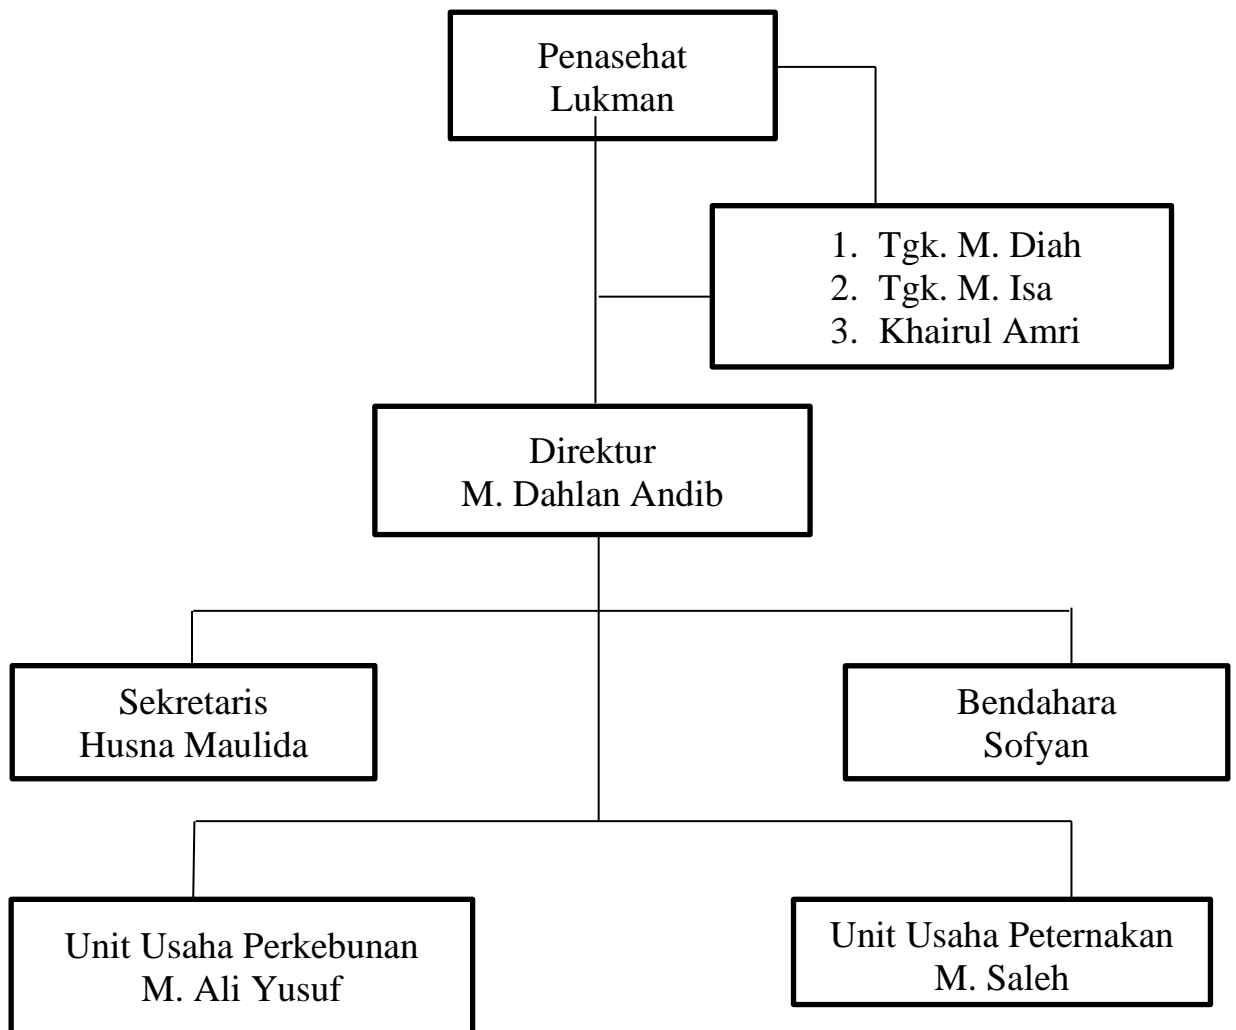 Penasehat
Lukman
1. Tgk. M. Diah
2. Tgk. M. Isa
3. Khairul Amri
Direktur
M. Dahlan Andib
Sekretaris
Husna Maulida
Bendahara
Sofyan
Unit Usaha Perkebunan
M. Ali Yusuf
Unit Usaha Peternakan
M. Saleh